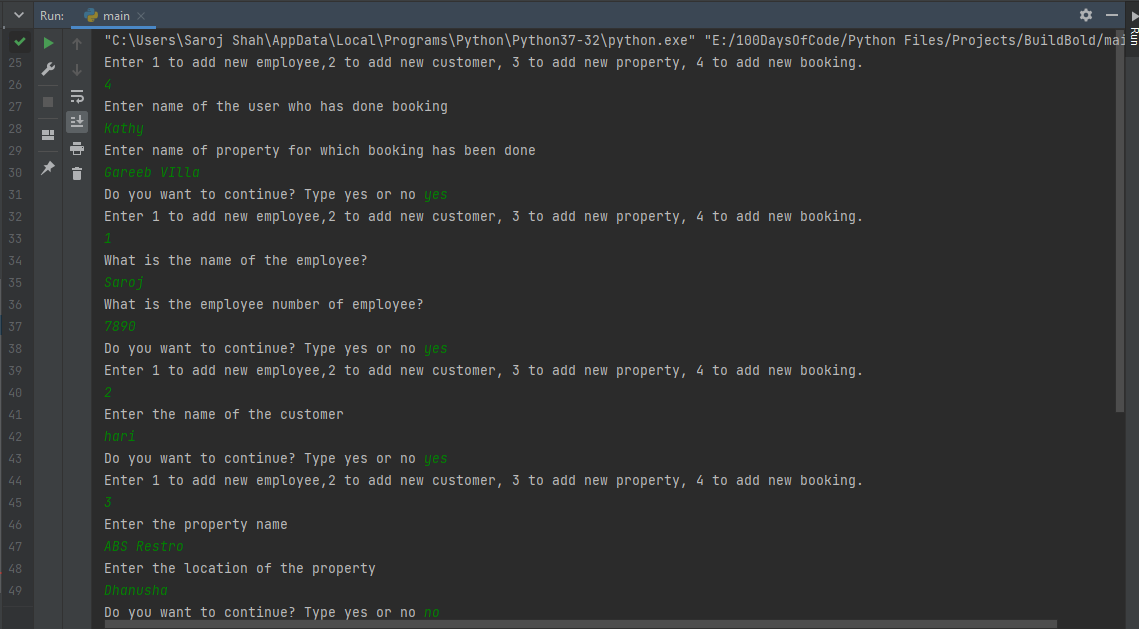 Run: main
"C:\Users\Saroj Shah\AppData\Local\Programs\Python\Python37-32\python.exe" "E:/100DaysOfCode/Python Files/Projects/BuildBold/mai
Run
25 Enter 1 to add new employee,2 to add new customer, 3 to add new property, 4 to add new booking.
26 4
27 Enter name of the user who has done booking
28 Kathy
29 Enter name of property for which booking has been done
30 Gareeb VIlla
31 Do you want to continue? Type yes or no yes
32 Enter 1 to add new employee,2 to add new customer, 3 to add new property, 4 to add new booking.
33 1
34 What is the name of the employee?
35 Saroj
36 What is the employee number of employee?
37 7890
38 Do you want to continue? Type yes or no yes
39 Enter 1 to add new employee,2 to add new customer, 3 to add new property, 4 to add new booking.
40 2
41 Enter the name of the customer
42 hari
43 Do you want to continue? Type yes or no yes
44 Enter 1 to add new employee,2 to add new customer, 3 to add new property, 4 to add new booking.
45 3
46 Enter the property name
47 ABS Restro
48 Enter the location of the property
49 Dhanusha
Do you want to continue? Type yes or no no